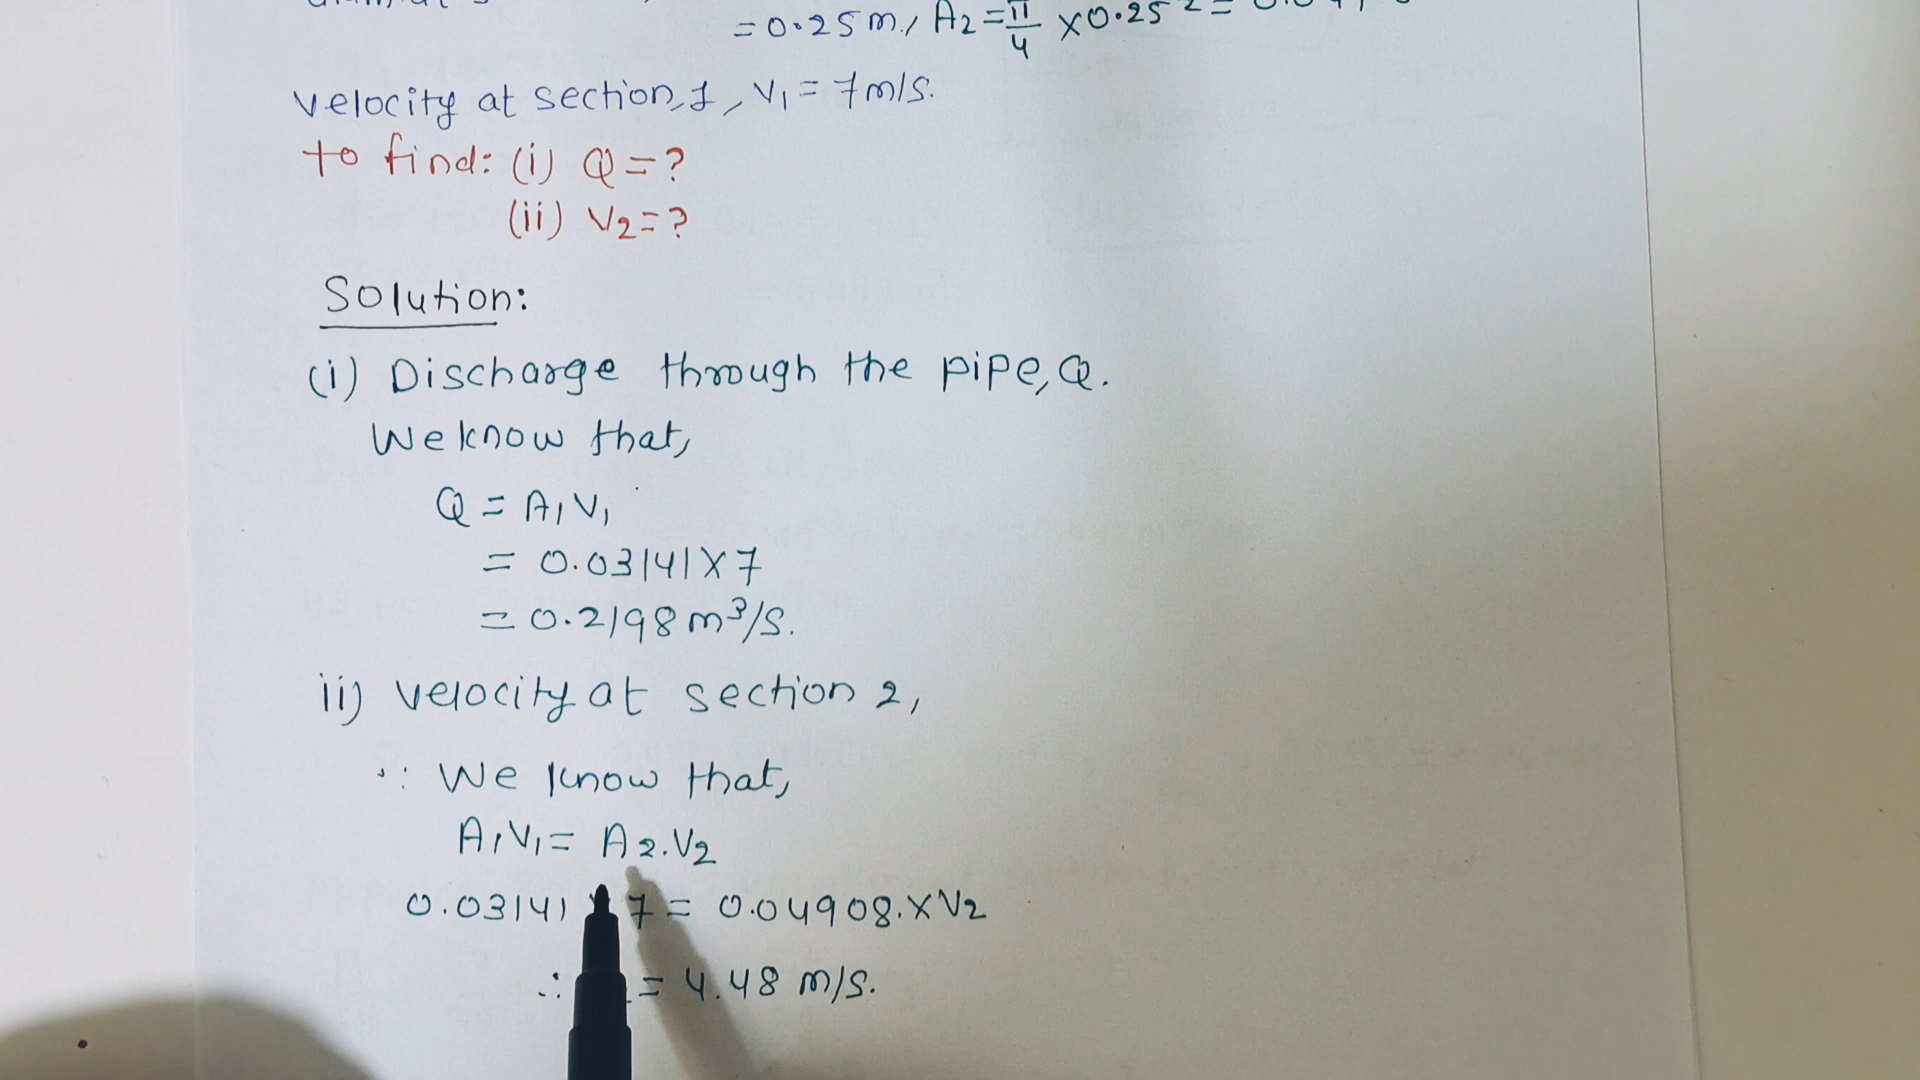 = 0.25 m., A2 = π/4 × 0.25² =
Velocity at section, 1, V1 = 7 m/s.
to find: (i) Q = ?
(ii) V2 = ?
Solution:
(i) Discharge through the pipe, Q.
We know that,
Q = A1V1
= 0.03141 × 7
= 0.2198 m³/s.
ii) Velocity at section 2,
∵ We know that,
A1V1 = A2.V2
0.03141 × 7 = 0.04908. × V2
∴ = 4.48 m/s.